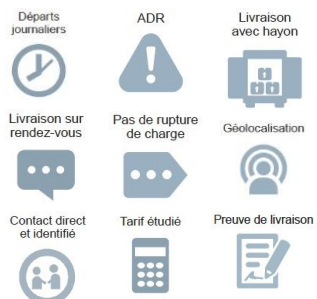 Départs
journaliers
ADR
Livraison
avec hayon
Livraison sur
rendez-vous
Pas de rupture
de charge
Géolocalisation
Contact direct
et identifié
Tarif étudié
Preuve de livraison